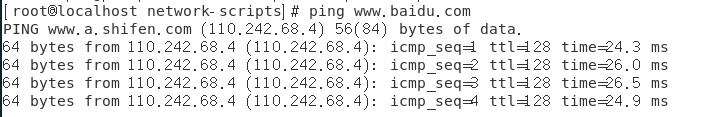 [root@localhost network-scripts]# ping www.baidu.com
PING www.a.shifen.com (110.242.68.4) 56(84) bytes of data.
64 bytes from 110.242.68.4 (110.242.68.4): icmp_seq=1 ttl=128 time=24.3 ms
64 bytes from 110.242.68.4 (110.242.68.4): icmp_seq=2 ttl=128 time=26.0 ms
64 bytes from 110.242.68.4 (110.242.68.4): icmp_seq=3 ttl=128 time=26.5 ms
64 bytes from 110.242.68.4 (110.242.68.4): icmp_seq=4 ttl=128 time=24.9 ms